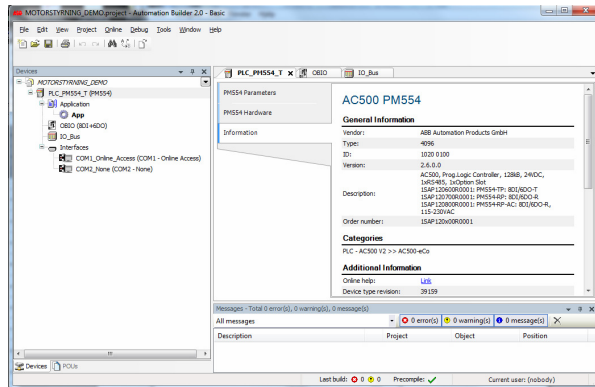 MOTORSTYRNING_DEMO.project - Automation Builder 2.0 - Basic
File Edit View Project Online Debug Tools Window Help
Devices
MOTORSTYRNING_DEMO
PLC_PM554_T (PM554)
Application
App
OBIO (8DI+6DO)
IO_Bus
Interfaces
COM1_Online_Access (COM1 - Online Access)
COM2_None (COM2 - None)
Devices POUs
PLC_PM554_T OBIO IO_Bus
PM554 Parameters
PM554 Hardware
Information
AC500 PM554
General Information
Vendor: ABB Automation Products GmbH
Type: 4096
ID: 1020 0100
Version: 2.6.0.0
Description: AC500, Prog.Logic Controller, 128kB, 24VDC,
1xRS485, 1xOption Slot
1SAP120600R0001: PM554-TP: 8DI/6DO-T
1SAP120700R0001: PM554-RP: 8DI/6DO-R
1SAP120800R0001: PM554-RP-AC: 8DI/6DO-R,
115-230VAC
Order number: 1SAP120x00R0001
Categories
PLC - AC500 V2 >> AC500-eCo
Additional Information
Online help: Link
Device type revision: 39159
Messages - Total 0 error(s), 0 warning(s), 0 message(s)
All messages 0 error(s) 0 warning(s) 0 message(s)
Description Project Object Position
Last build: 0 0 Precompile: Current user: (nobody)